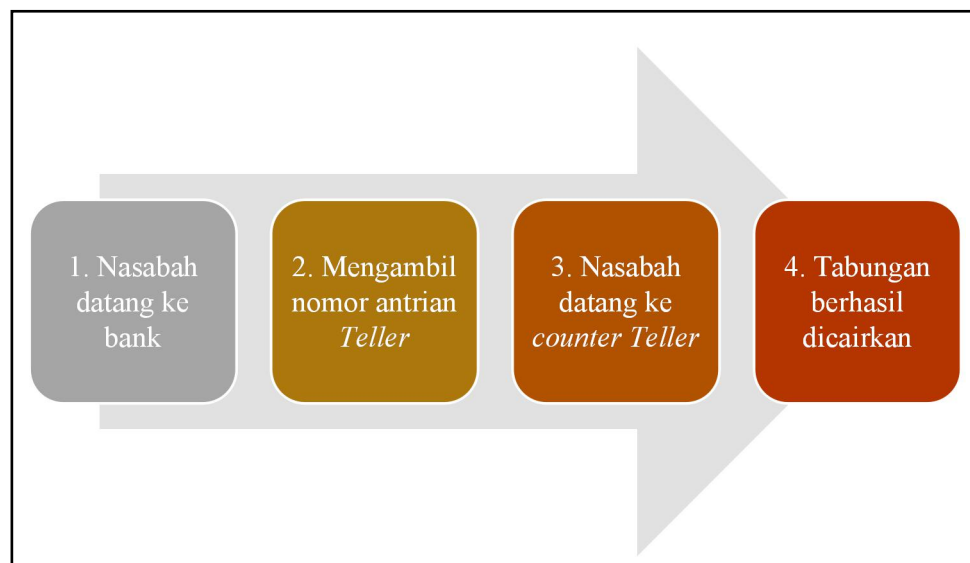 1. Nasabah
datang ke
bank
2. Mengambil
nomor antrian
Teller
3. Nasabah
datang ke
counter Teller
4. Tabungan
berhasil
dicairkan